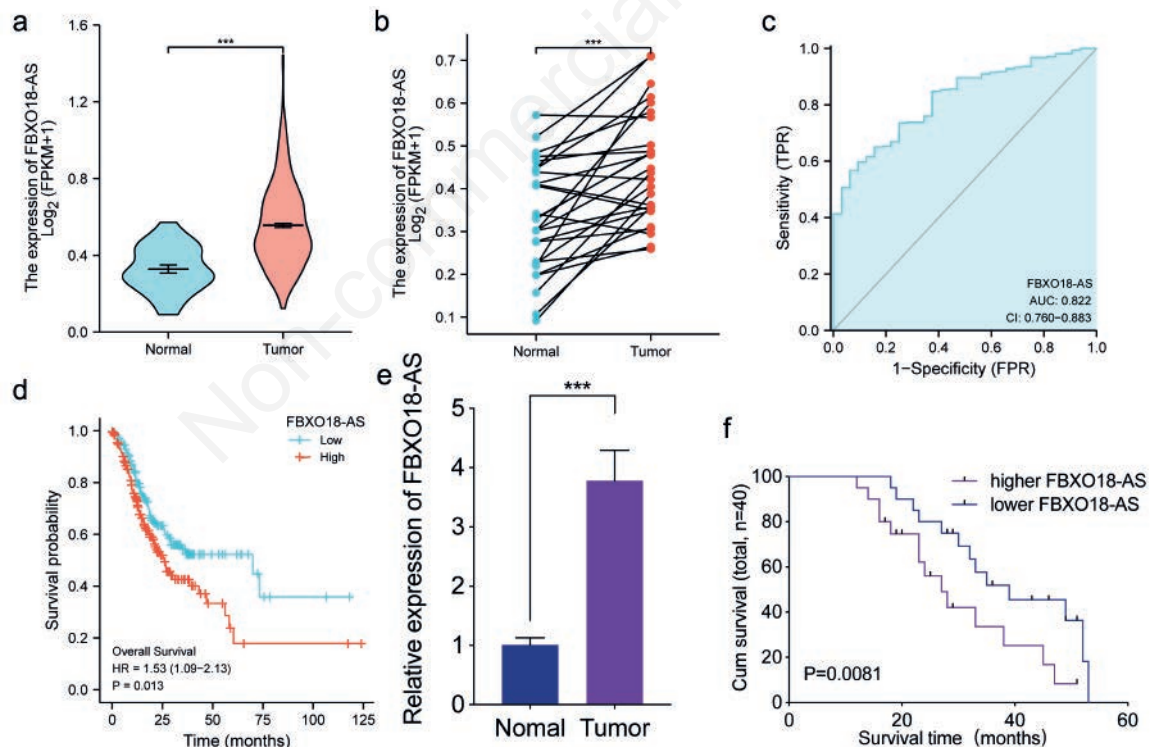 a
The expression of FBXO18-AS
Log2 (FPKM+1)
1.6
1.2
0.8
0.4
0.0
***
Normal
Tumor
b
The expression of FBXO18-AS
Log2 (FPKM+1)
0.7
0.6
0.5
0.4
0.3
0.2
0.1
***
Normal
Tumor
c
Sensitivity (TPR)
1.0
0.8
0.6
0.4
0.2
0.0
FBXO18-AS
AUC: 0.822
CI: 0.760−0.883
0.0
0.2
0.4
0.6
0.8
1.0
1−Specificity (FPR)
d
FBXO18-AS
Low
High
Survival probability
1.0
0.8
0.6
0.4
0.2
0.0
Overall Survival
HR = 1.53 (1.09−2.13)
P = 0.013
0
25
50
75
100
125
Time (months)
e
Relative expression of FBXO18-AS
5
4
3
2
1
0
***
Nomal
Tumor
f
Cum survival (total, n=40)
100
80
60
40
20
0
higher FBXO18-AS
lower FBXO18-AS
P=0.0081
0
20
40
60
Survival time (months)
Non-commercial